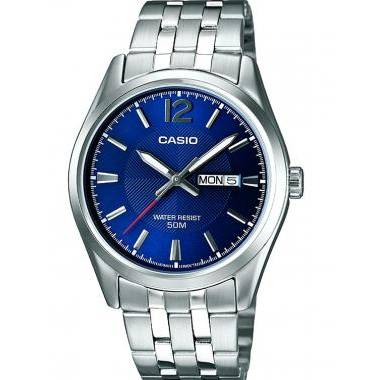 12
CASIO
MON 5
WATER RESIST
50M